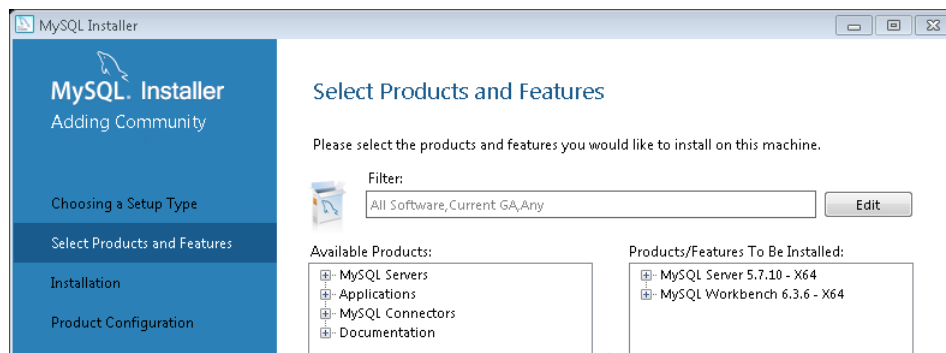 MySQL Installer
MySQL. Installer
Adding Community
Choosing a Setup Type
Select Products and Features
Installation
Product Configuration
Select Products and Features
Please select the products and features you would like to install on this machine.
Filter:
All Software,Current GA,Any
Edit
Available Products:
MySQL Servers
Applications
MySQL Connectors
Documentation
Products/Features To Be Installed:
MySQL Server 5.7.10 - X64
MySQL Workbench 6.3.6 - X64